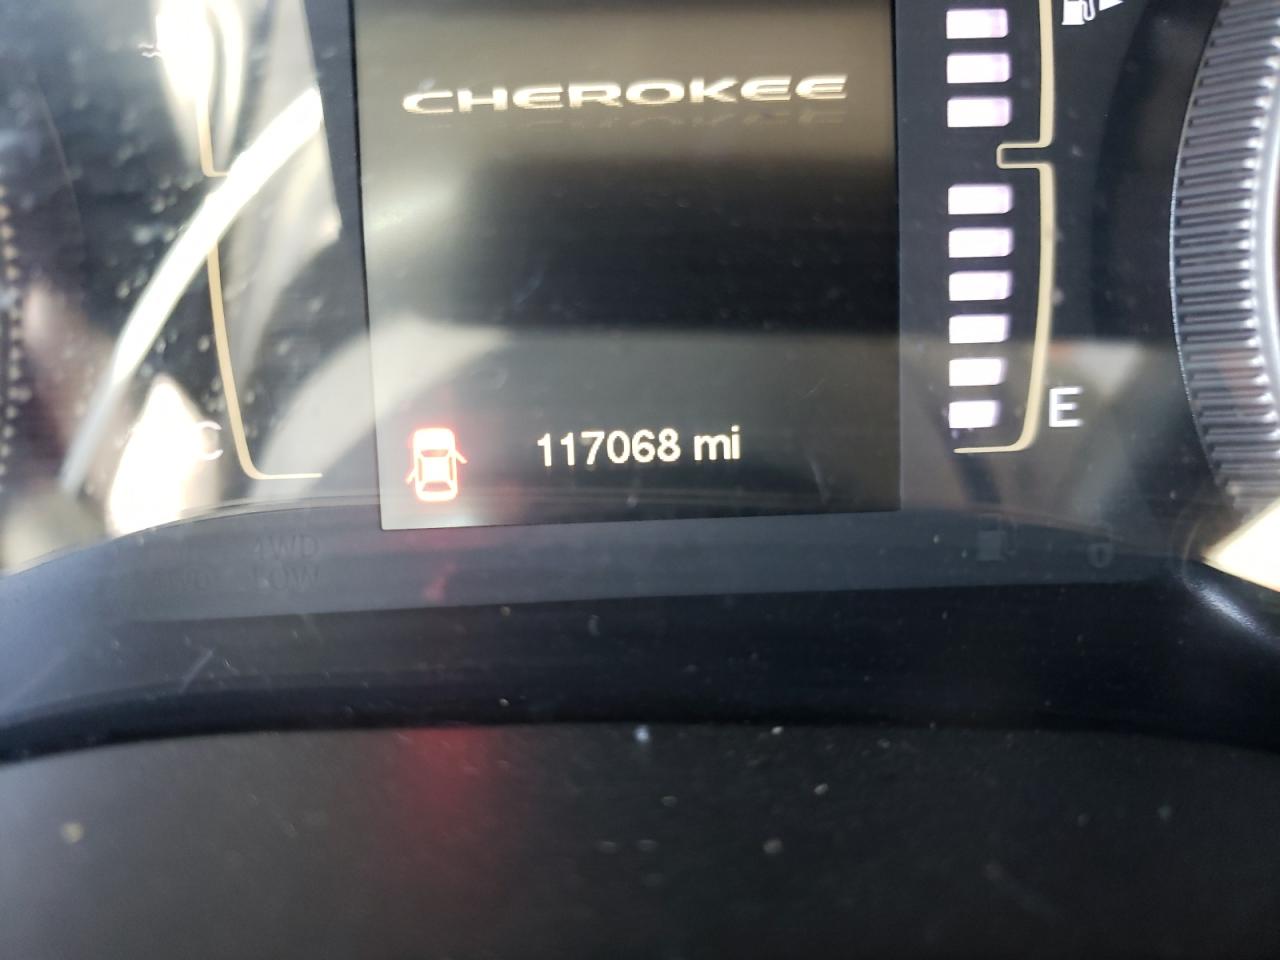 CHEROKEE
E
C
117068 mi
4WD
LOW